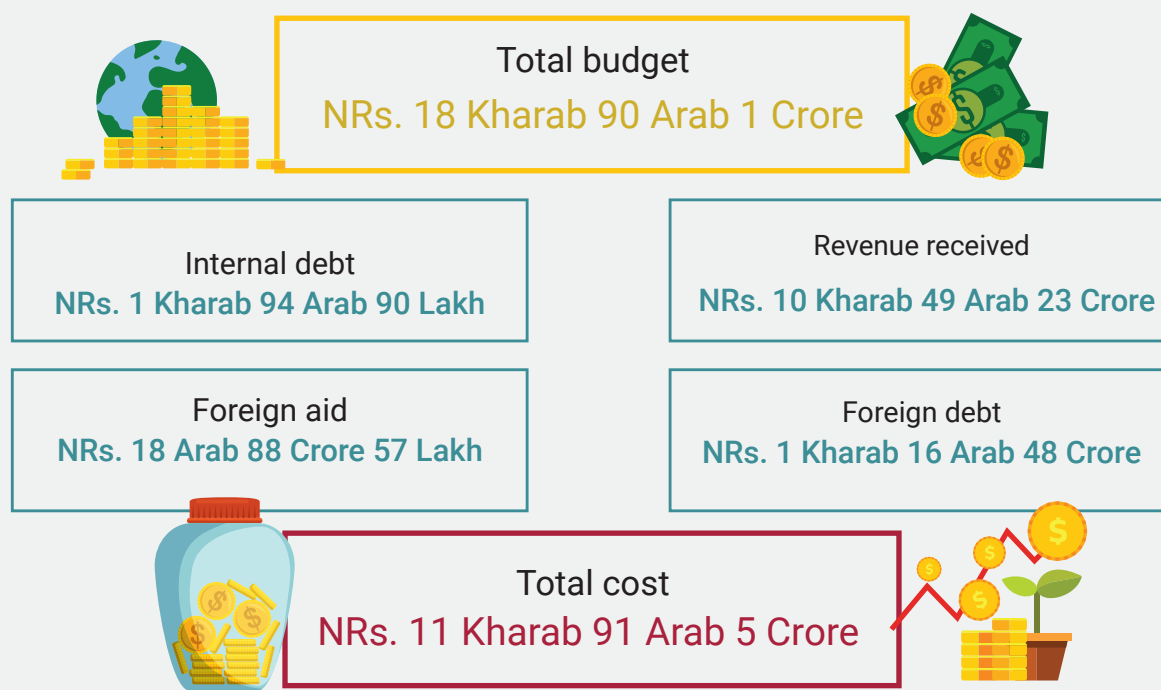 Total budget
NRs. 18 Kharab 90 Arab 1 Crore
Internal debt
NRs. 1 Kharab 94 Arab 90 Lakh
Revenue received
NRs. 10 Kharab 49 Arab 23 Crore
Foreign aid
NRs. 18 Arab 88 Crore 57 Lakh
Foreign debt
NRs. 1 Kharab 16 Arab 48 Crore
Total cost
NRs. 11 Kharab 91 Arab 5 Crore